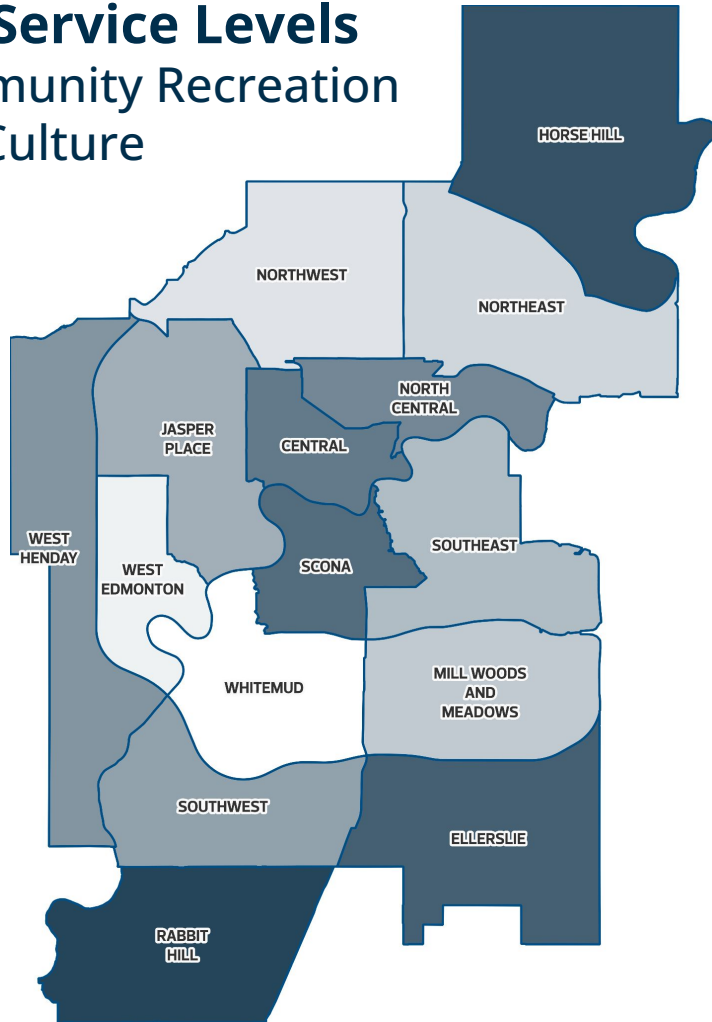 Service Levels
munity Recreation
Culture
HORSE HILL
NORTHWEST
NORTHEAST
NORTH
CENTRAL
JASPER
PLACE
CENTRAL
WEST
HENDAY
WEST
EDMONTON
SCONA
SOUTHEAST
WHITEMUD
MILL WOODS
AND
MEADOWS
SOUTHWEST
ELLERSLIE
RABBIT
HILL